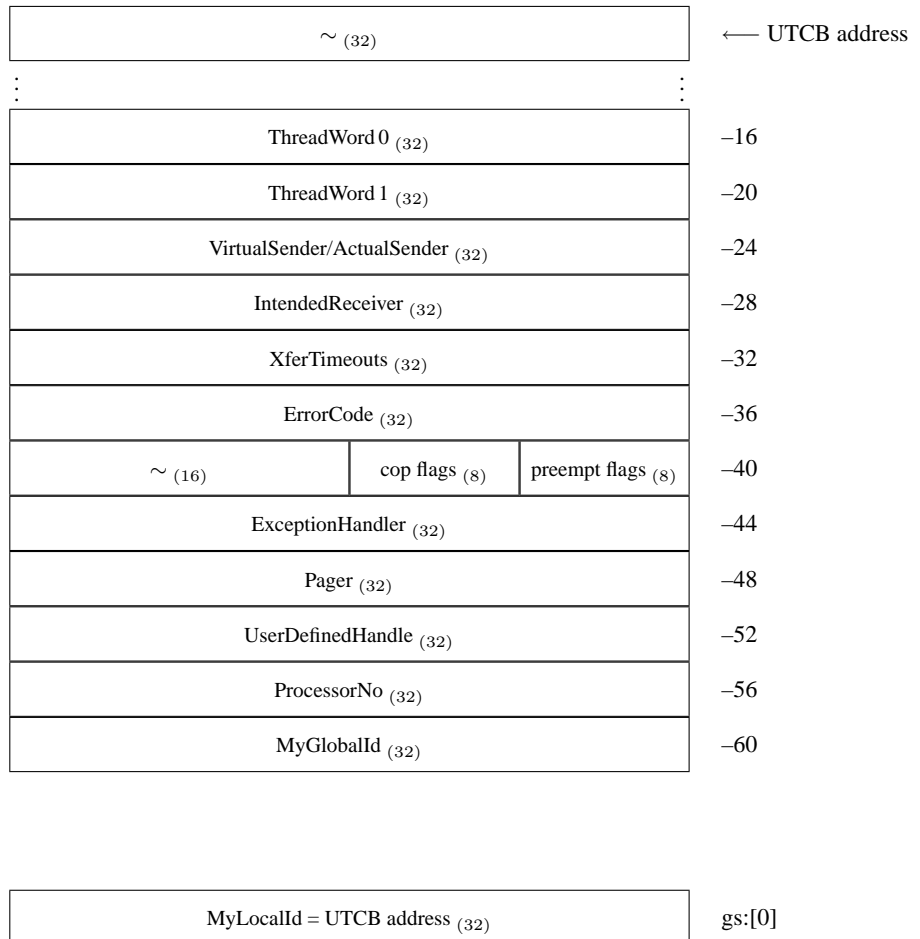 ~ (32) ← UTCB address
ThreadWord 0 (32) –16
ThreadWord 1 (32) –20
VirtualSender/ActualSender (32) –24
IntendedReceiver (32) –28
XferTimeouts (32) –32
ErrorCode (32) –36
~ (16) cop flags (8) preempt flags (8) –40
ExceptionHandler (32) –44
Pager (32) –48
UserDefinedHandle (32) –52
ProcessorNo (32) –56
MyGlobalId (32) –60
MyLocalId = UTCB address (32) gs:[0]